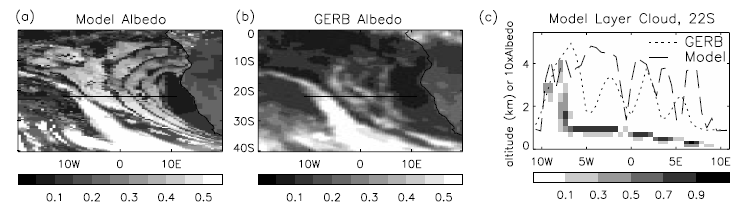 (a) Model Albedo
(b) GERB Albedo
(c) Model Layer Cloud, 22S
0
10S
20S
30S
40S
10W 0 10E
10W 0 10E
0.1 0.2 0.3 0.4 0.5
0.1 0.2 0.3 0.4 0.5
altitude (km) or 10xAlbedo
GERB
Model
4
2
0
10W 5W 0 5E 10E
0.1 0.3 0.5 0.7 0.9